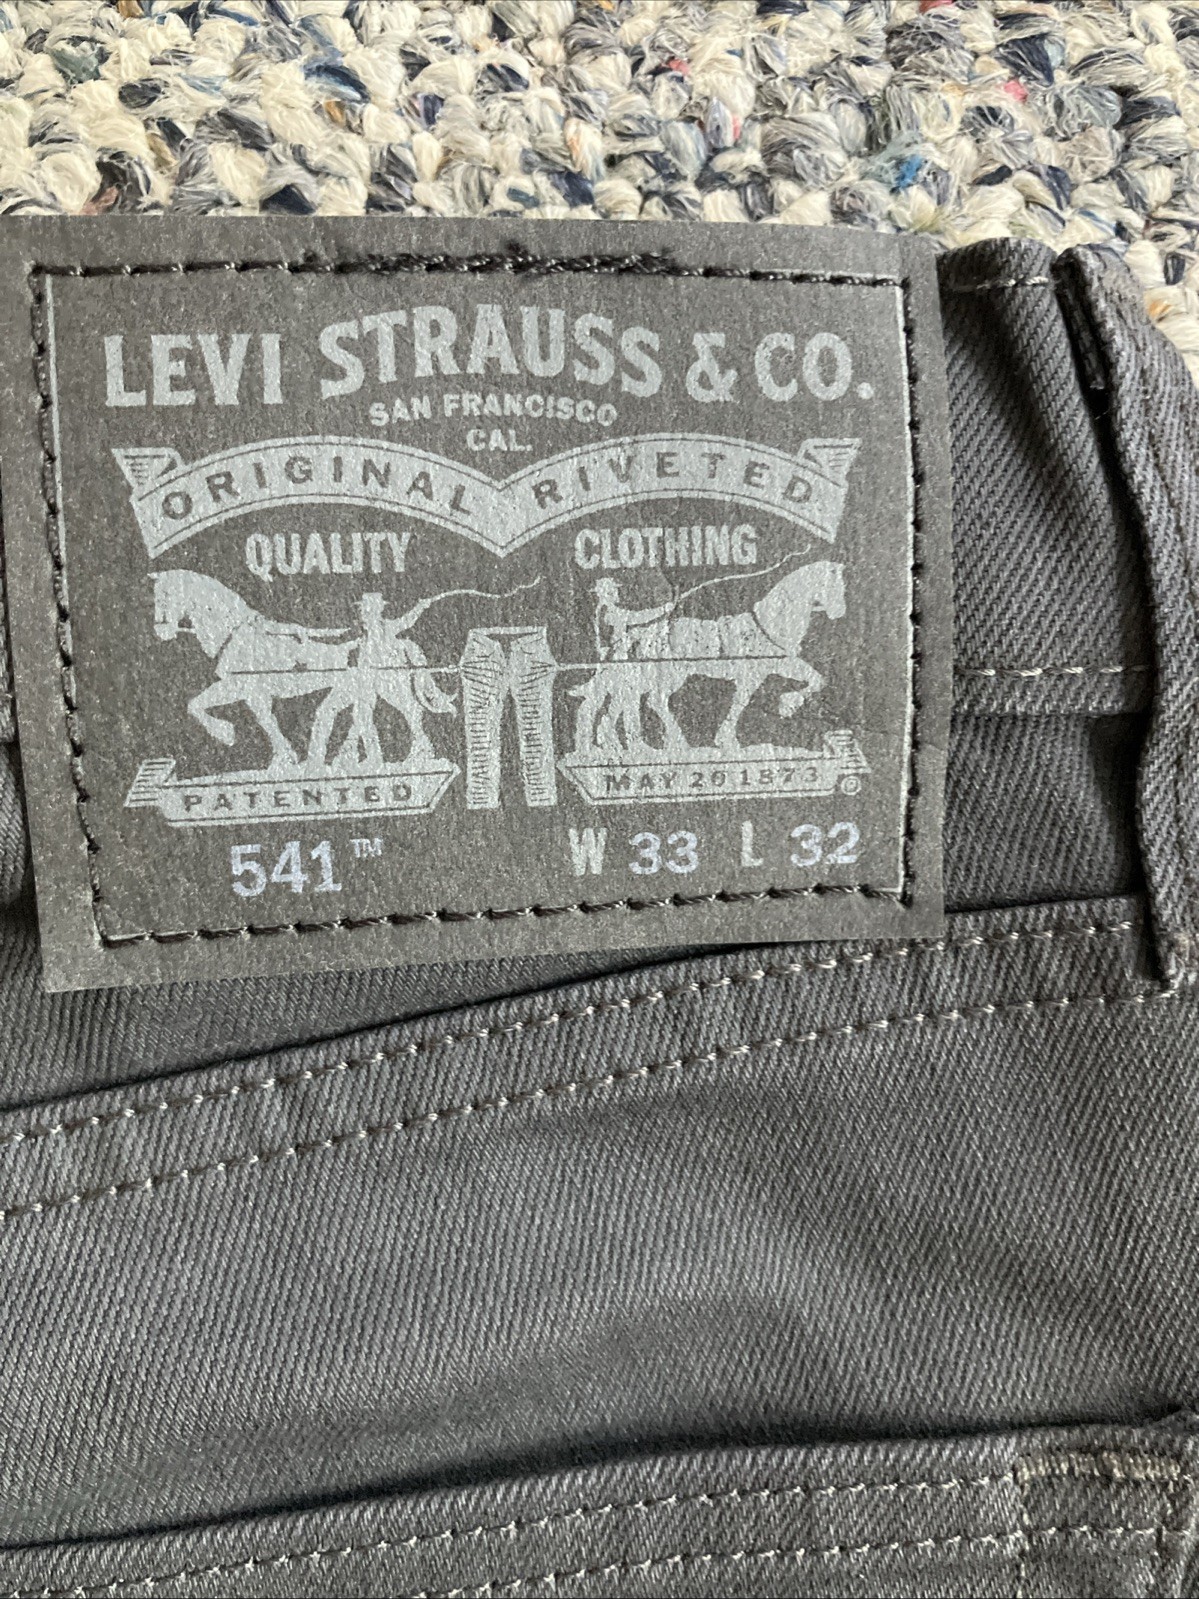 LEVI STRAUSS & CO.
SAN FRANCISCO
CAL.
ORIGINAL RIVETED
QUALITY CLOTHING
PATENTED MAY 20 1873 ®
541™ W 33 L 32